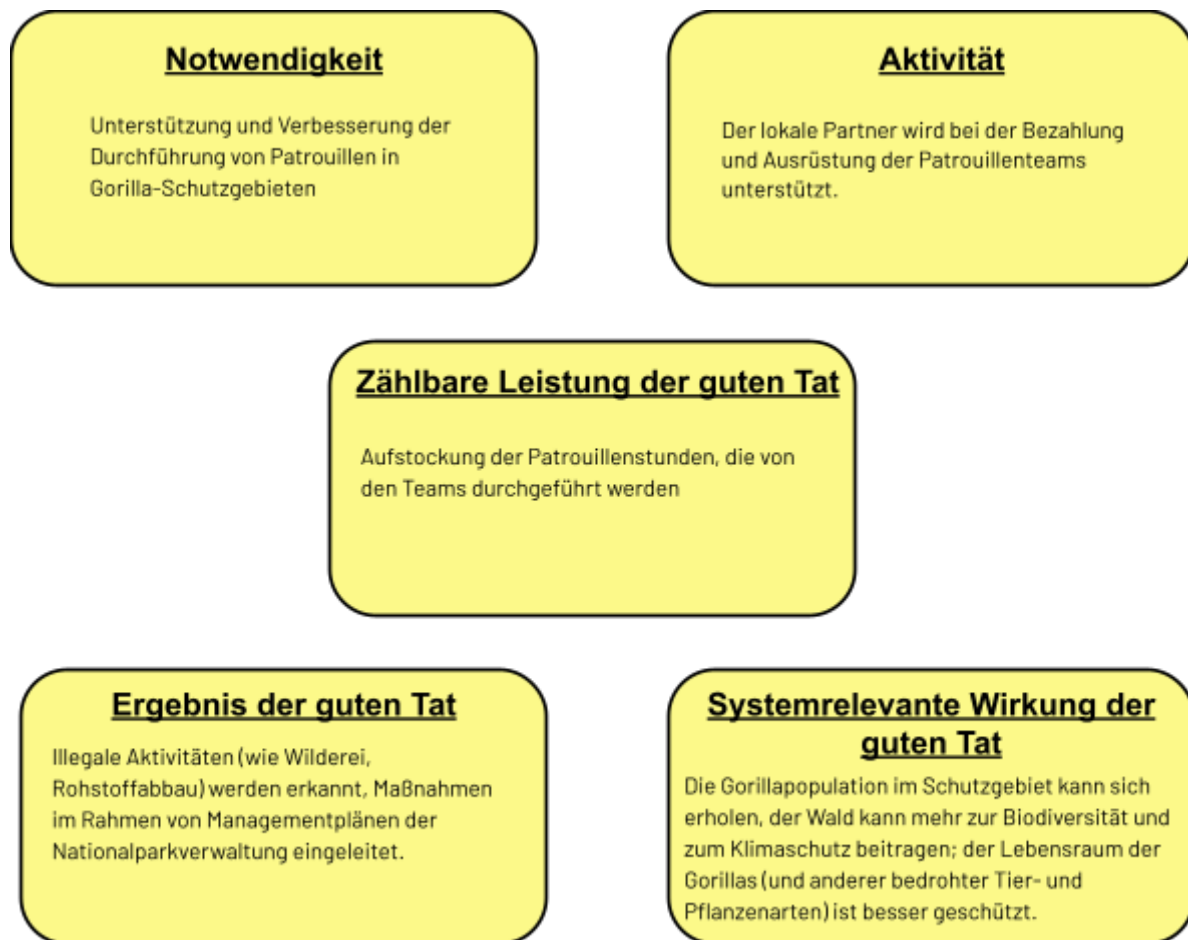 Notwendigkeit
Unterstützung und Verbesserung der
Durchführung von Patrouillen in
Gorilla-Schutzgebieten
Aktivität
Der lokale Partner wird bei der Bezahlung
und Ausrüstung der Patrouillenteams
unterstützt.
Zählbare Leistung der guten Tat
Aufstockung der Patrouillenstunden, die von
den Teams durchgeführt werden
Ergebnis der guten Tat
Illegale Aktivitäten (wie Wilderei,
Rohstoffabbau) werden erkannt, Maßnahmen
im Rahmen von Managementplänen der
Nationalparkverwaltung eingeleitet.
Systemrelevante Wirkung der
guten Tat
Die Gorillapopulation im Schutzgebiet kann sich
erholen, der Wald kann mehr zur Biodiversität und
zum Klimaschutz beitragen; der Lebensraum der
Gorillas (und anderer bedrohter Tier- und
Pflanzenarten) ist besser geschützt.